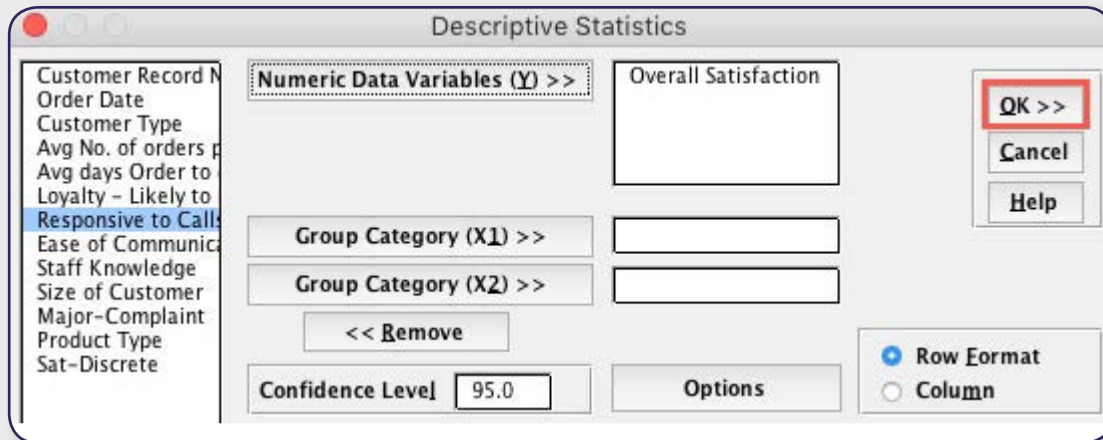 Descriptive Statistics
Customer Record N
Order Date
Customer Type
Avg No. of orders p
Avg days Order to
Loyalty - Likely to
Responsive to Calls
Ease of Communica
Staff Knowledge
Size of Customer
Major-Complaint
Product Type
Sat-Discrete
Numeric Data Variables (Y) >>
Overall Satisfaction
Group Category (X1) >>
Group Category (X2) >>
<< Remove
Confidence Level 95.0
Options
OK >>
Cancel
Help
Row Format
Column